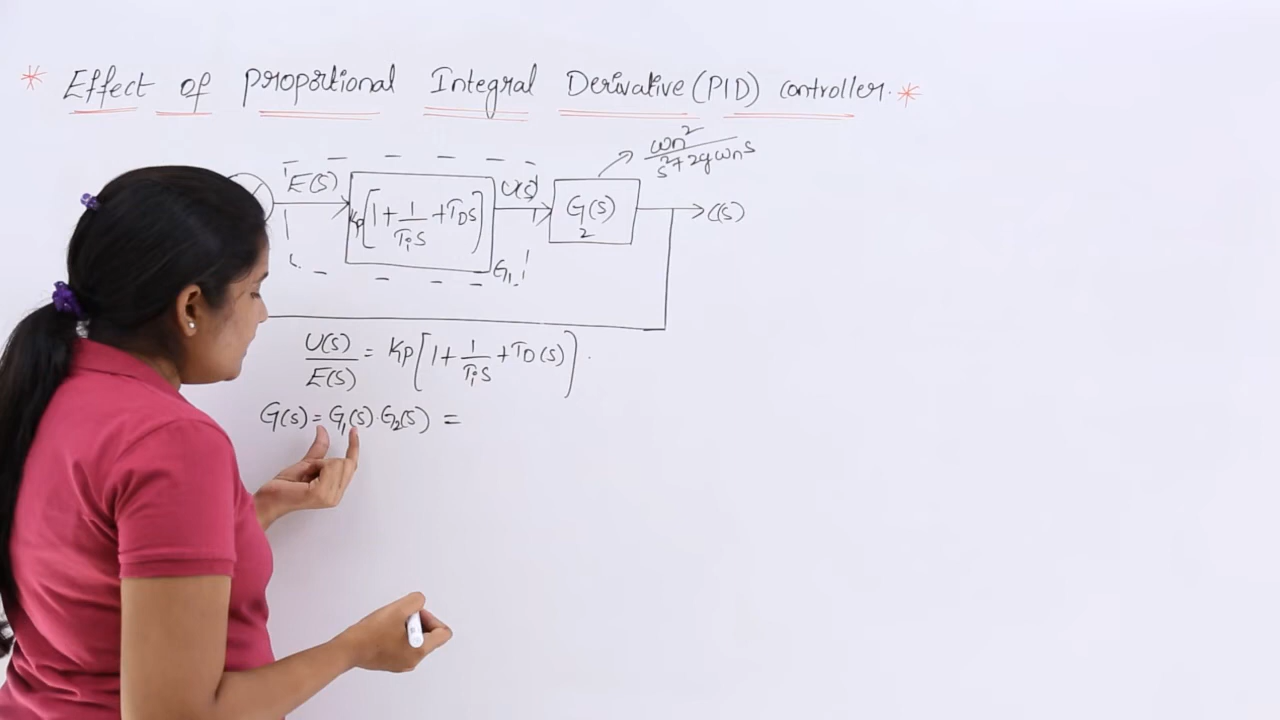 * Effect of Proportional Integral Derivative (PID) controller. *
ωn²/(s²+2ζωns)
E(s) Kp[1+1/(Tis)+TDs] U(s) G2(s) C(s)
G1
U(s)/E(s) = Kp[1+1/(Tis)+TD(s)].
G(s) = G1(s).G2(s) =